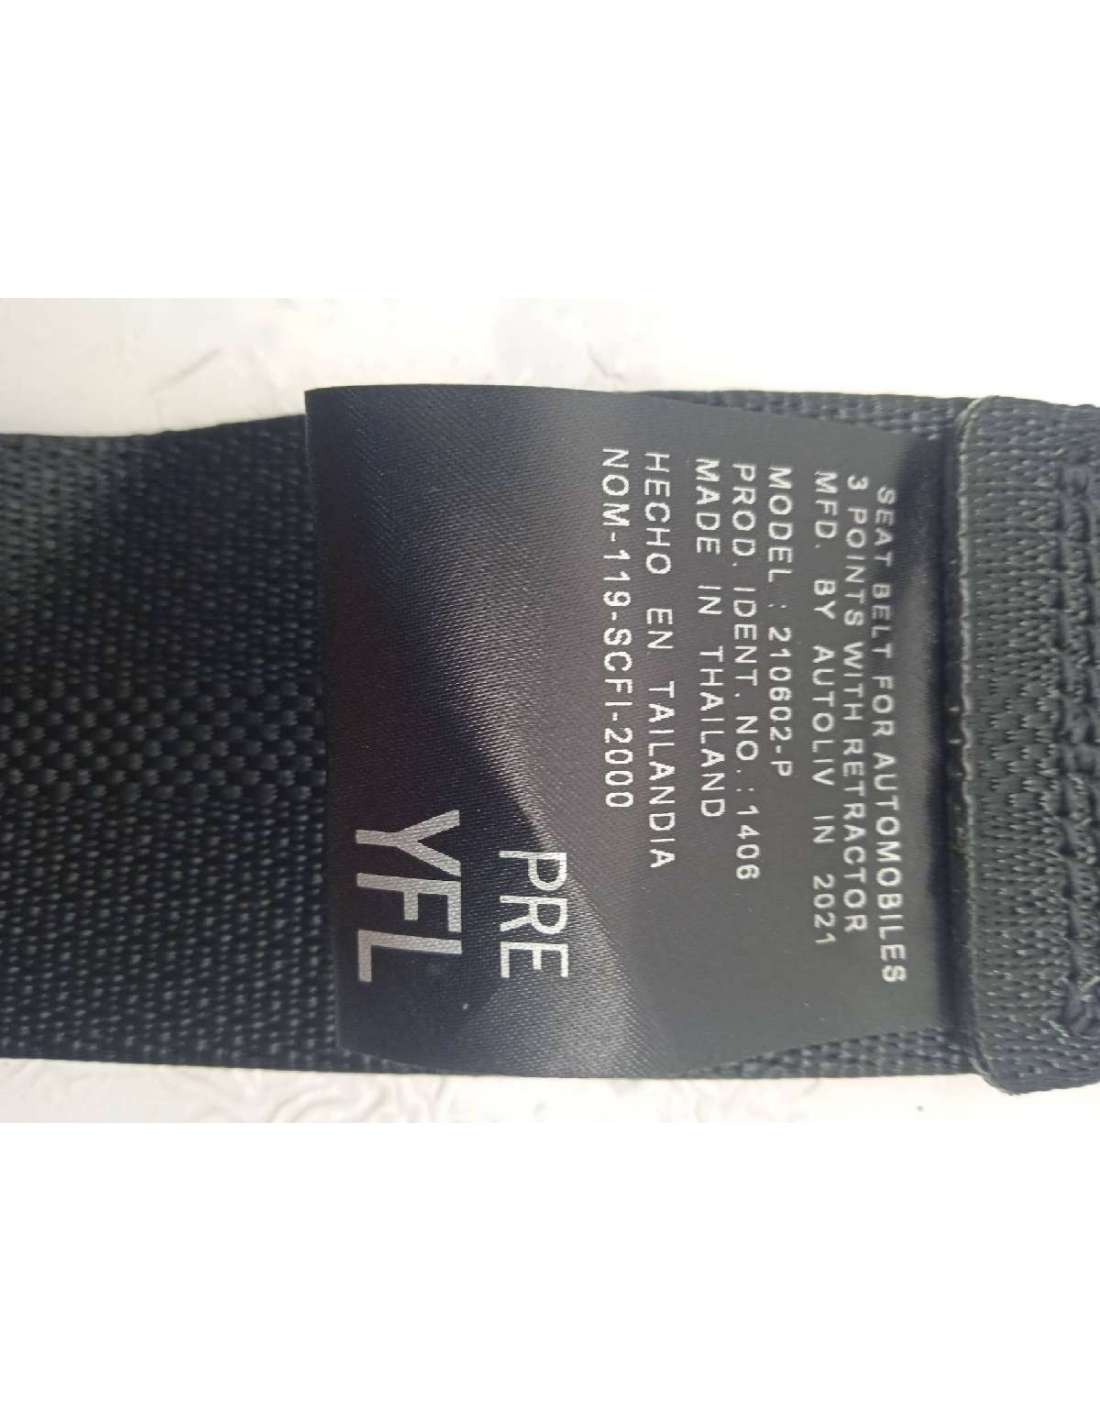 SEAT BELT FOR AUTOMOBILES
3 POINTS WITH RETRACTOR
MFD. BY AUTOLIV IN 2021
MODEL : 210602-P
PROD. IDENT. NO.: 1406
MADE IN THAILAND
HECHO EN TAILANDIA
NOM-119-SCFI-2000
PRE
YFL